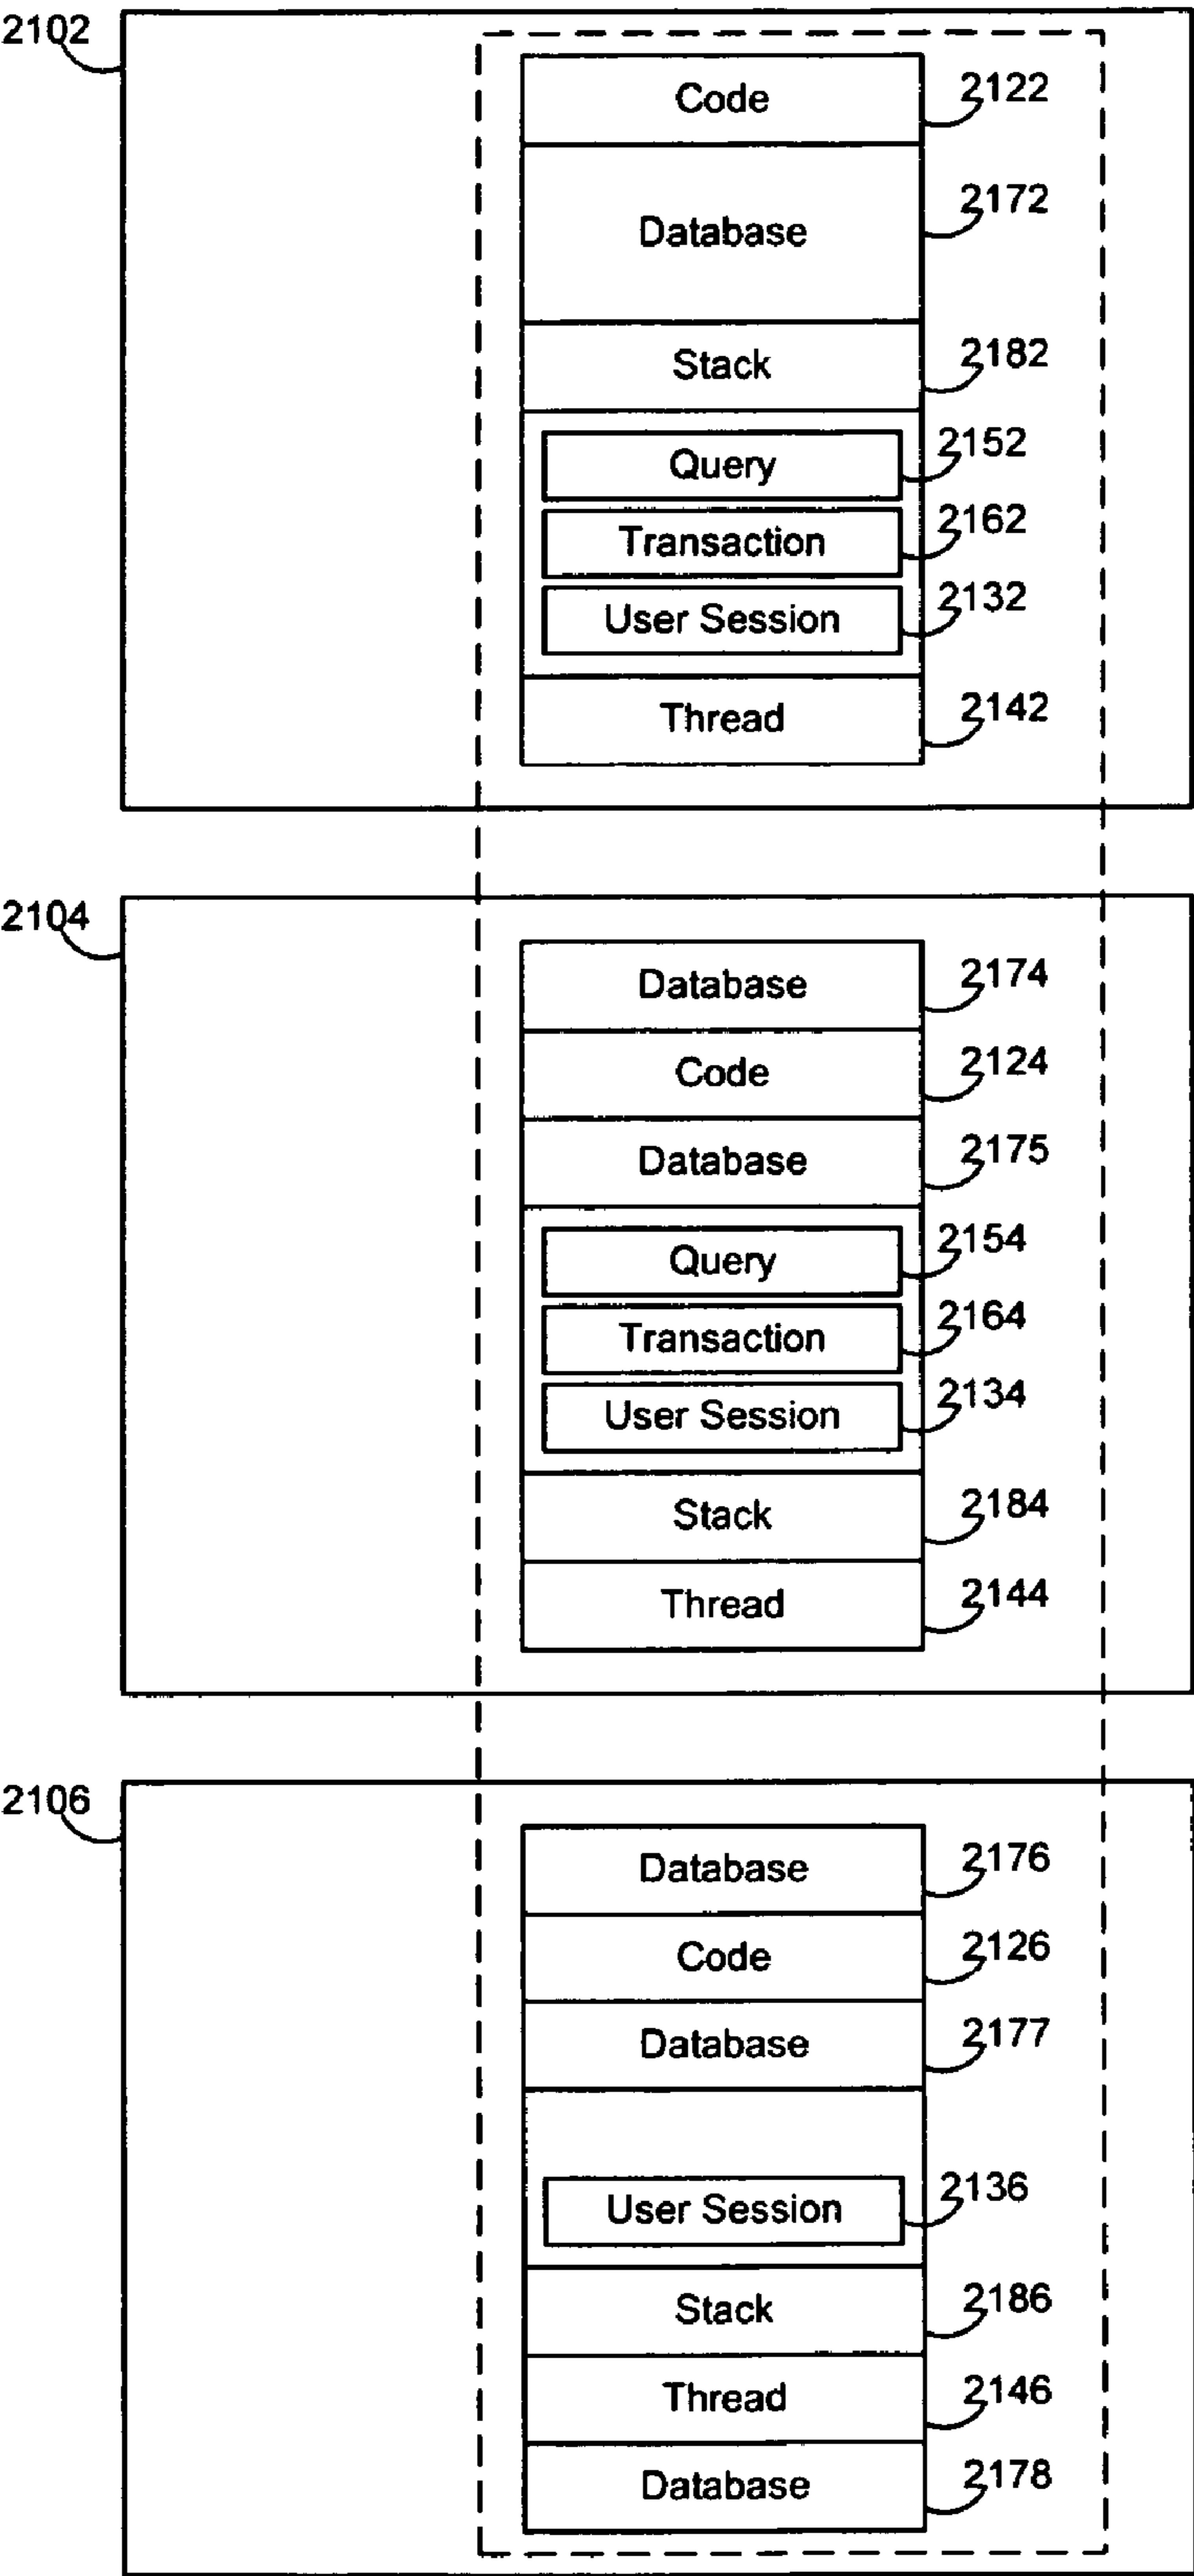 2102
Code 2122
Database 2172
Stack 2182
Query 2152
Transaction 2162
User Session 2132
Thread 2142
2104
Database 2174
Code 2124
Database 2175
Query 2154
Transaction 2164
User Session 2134
Stack 2184
Thread 2144
2106
Database 2176
Code 2126
Database 2177
User Session 2136
Stack 2186
Thread 2146
Database 2178